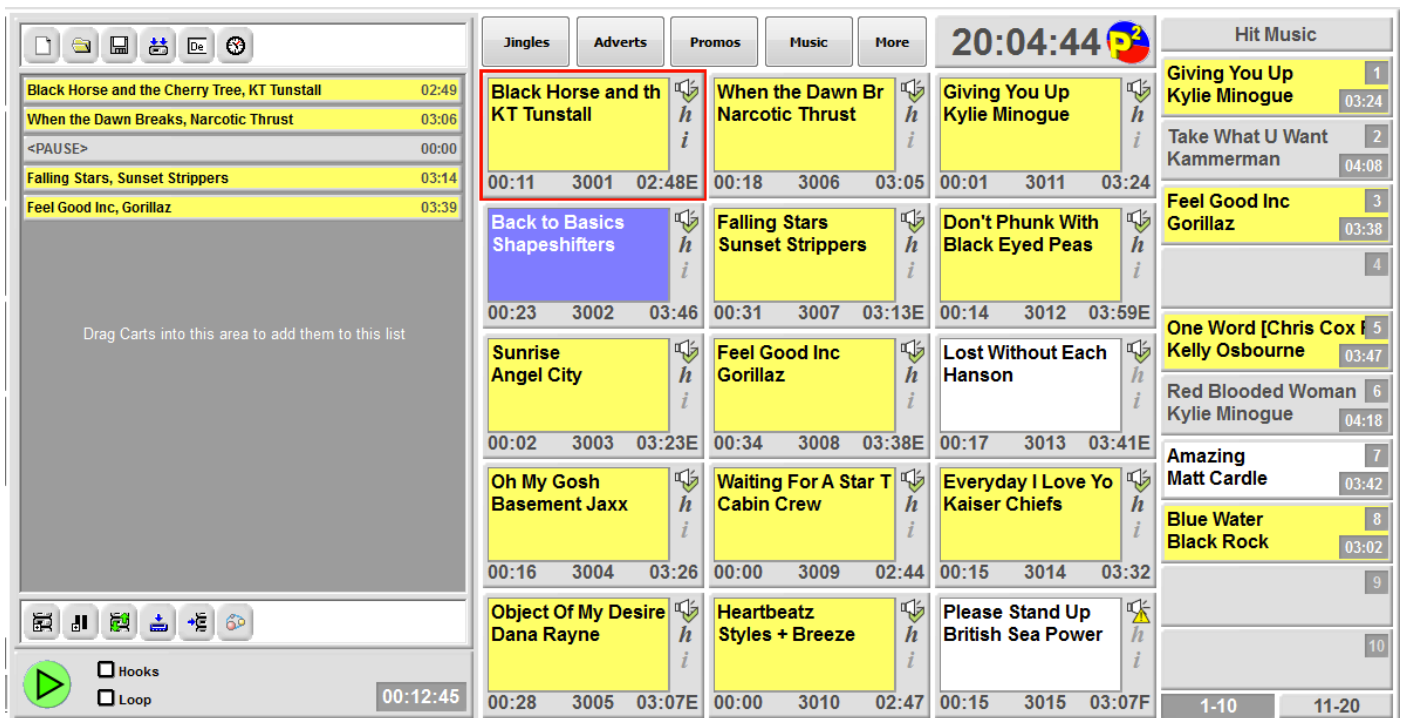 Jingles
Adverts
Promos
Music
More
20:04:44
P2
Hit Music
De
Black Horse and the Cherry Tree, KT Tunstall 02:49
When the Dawn Breaks, Narcotic Thrust 03:06
<PAUSE> 00:00
Falling Stars, Sunset Strippers 03:14
Feel Good Inc, Gorillaz 03:39
Drag Carts into this area to add them to this list
Hooks
Loop
00:12:45
Black Horse and th
KT Tunstall
h
i
00:11 3001 02:48E
When the Dawn Br
Narcotic Thrust
h
i
00:18 3006 03:05
Giving You Up
Kylie Minogue
h
i
00:01 3011 03:24
Back to Basics
Shapeshifters
h
i
00:23 3002 03:46
Falling Stars
Sunset Strippers
h
i
00:31 3007 03:13E
Don't Phunk With
Black Eyed Peas
h
i
00:14 3012 03:59E
Sunrise
Angel City
h
i
00:02 3003 03:23E
Feel Good Inc
Gorillaz
h
i
00:34 3008 03:38E
Lost Without Each
Hanson
h
i
00:17 3013 03:41E
Oh My Gosh
Basement Jaxx
h
i
00:16 3004 03:26
Waiting For A Star T
Cabin Crew
h
i
00:00 3009 02:44
Everyday I Love Yo
Kaiser Chiefs
h
i
00:15 3014 03:32
Object Of My Desire
Dana Rayne
h
i
00:28 3005 03:07E
Heartbeatz
Styles + Breeze
h
i
00:00 3010 02:47
Please Stand Up
British Sea Power
h
i
00:15 3015 03:07F
Giving You Up 1
Kylie Minogue 03:24
Take What U Want 2
Kammerman 04:08
Feel Good Inc 3
Gorillaz 03:38
4
One Word [Chris Cox 5
Kelly Osbourne 03:47
Red Blooded Woman 6
Kylie Minogue 04:18
Amazing 7
Matt Cardle 03:42
Blue Water 8
Black Rock 03:02
9
10
1-10
11-20